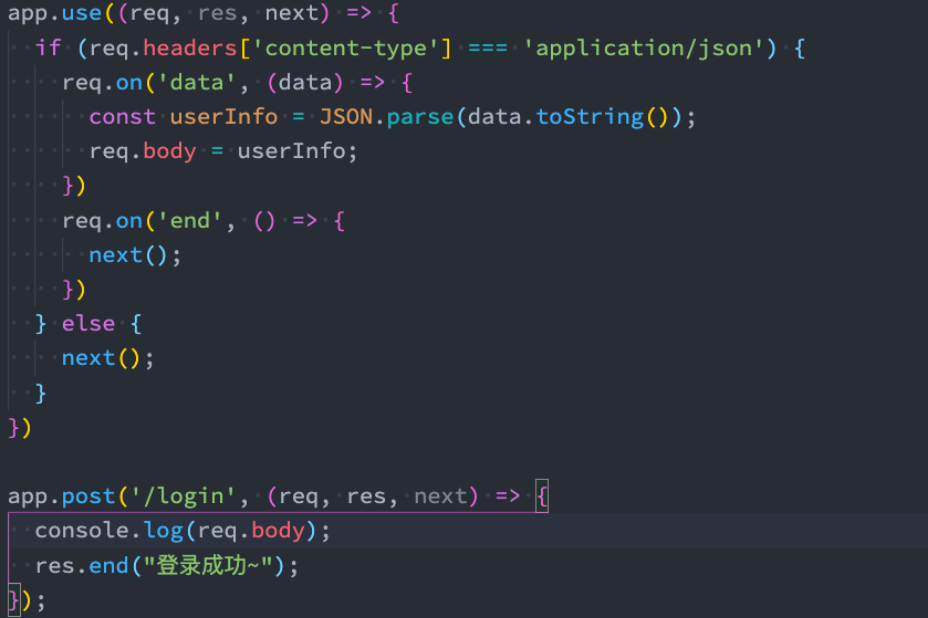 app.use((req, res, next) => {
  if (req.headers['content-type'] === 'application/json') {
    req.on('data', (data) => {
      const userInfo = JSON.parse(data.toString());
      req.body = userInfo;
    })
    req.on('end', () => {
      next();
    })
  } else {
    next();
  }
})

app.post('/login', (req, res, next) => {
  console.log(req.body);
  res.end("登录成功~");
});